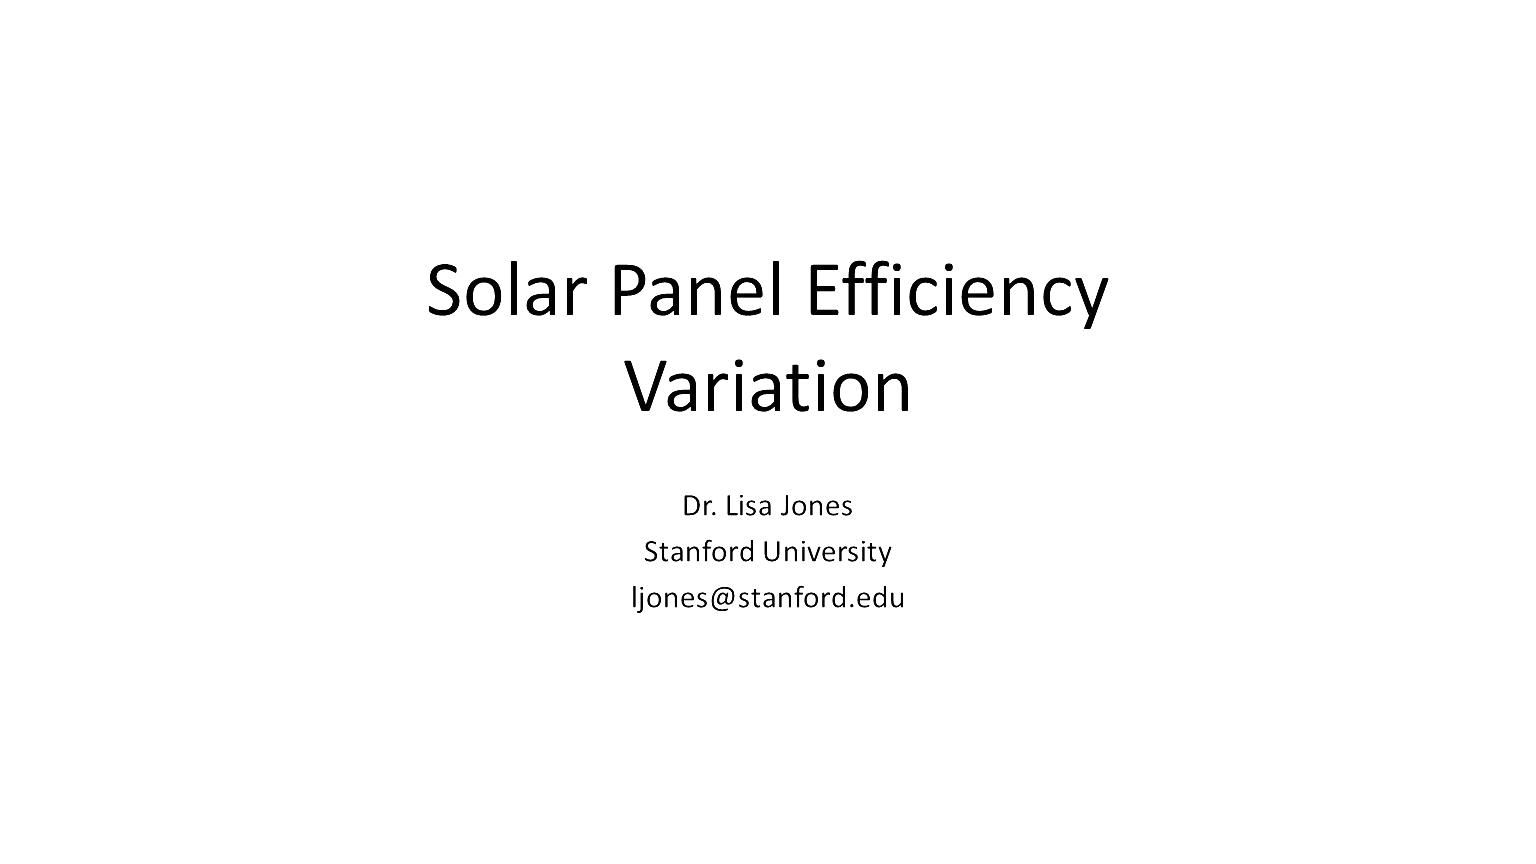 Solar Panel Efficiency
Variation
Dr. Lisa Jones
Stanford University
ljones@stanford.edu